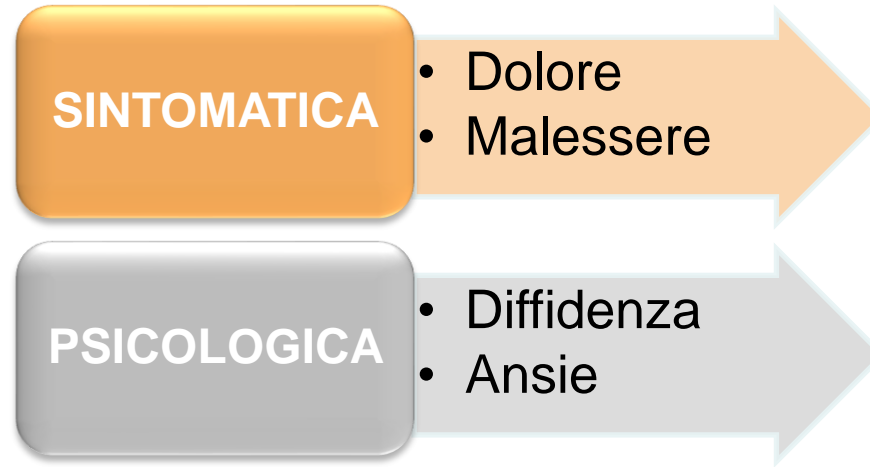 SINTOMATICA
• Dolore
• Malessere
PSICOLOGICA
• Diffidenza
• Ansie